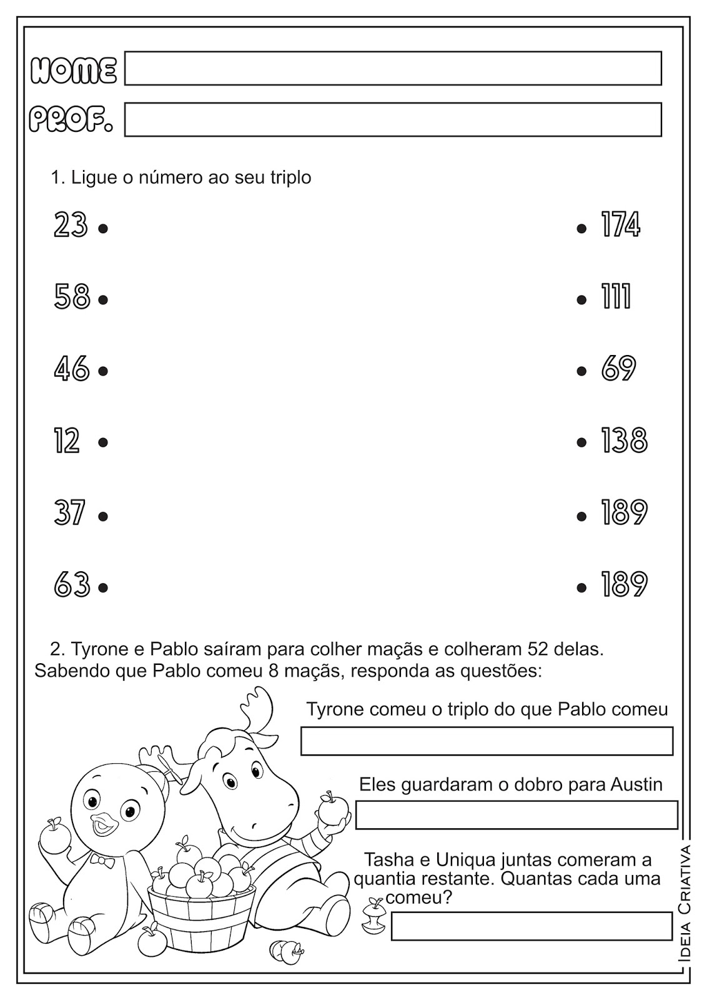 NOME
PROF.
1. Ligue o número ao seu triplo
23 • • 174
58 • • 111
46 • • 69
12 • • 138
37 • • 189
63 • • 189
2. Tyrone e Pablo saíram para colher maçãs e colheram 52 delas.
Sabendo que Pablo comeu 8 maçãs, responda as questões:
Tyrone comeu o triplo do que Pablo comeu
Eles guardaram o dobro para Austin
Tasha e Uniqua juntas comeram a
quantia restante. Quantas cada uma
comeu?
IDEIA CRIATIVA